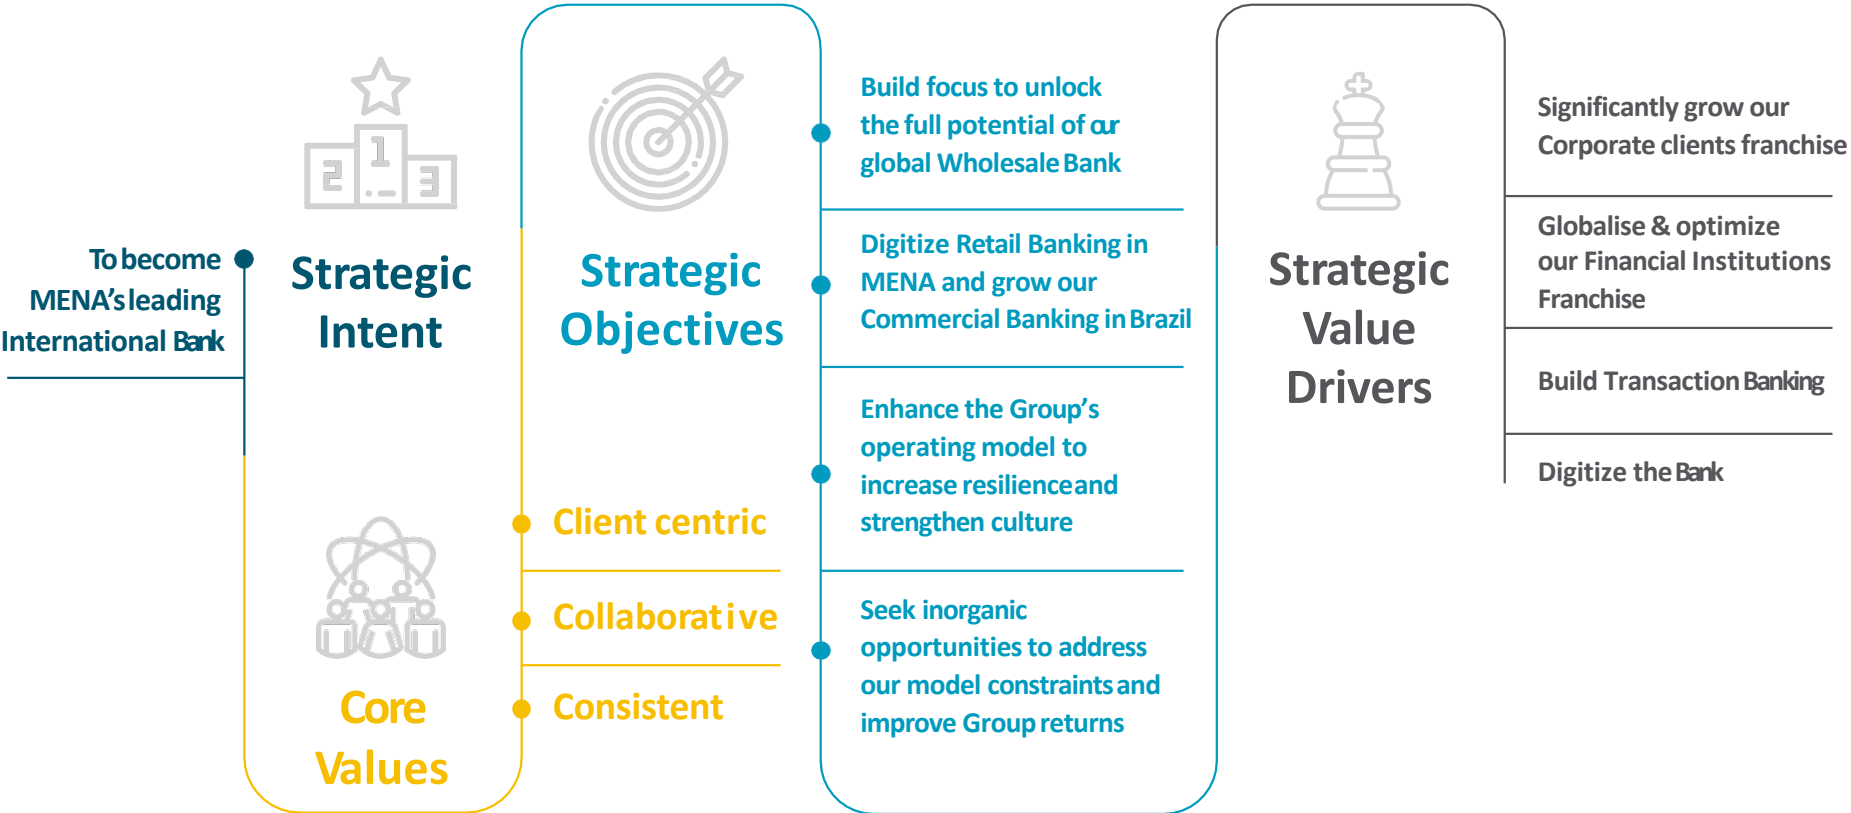 To become
MENA's leading
International Bank
Strategic
Intent
2
1
3
Core
Values
Client centric
Collaborative
Consistent
Strategic
Objectives
Build focus to unlock
the full potential of our
global Wholesale Bank
Digitize Retail Banking in
MENA and grow our
Commercial Banking in Brazil
Enhance the Group's
operating model to
increase resilience and
strengthen culture
Seek inorganic
opportunities to address
our model constraints and
improve Group returns
Strategic
Value
Drivers
Significantly grow our
Corporate clients franchise
Globalise & optimize
our Financial Institutions
Franchise
Build Transaction Banking
Digitize the Bank